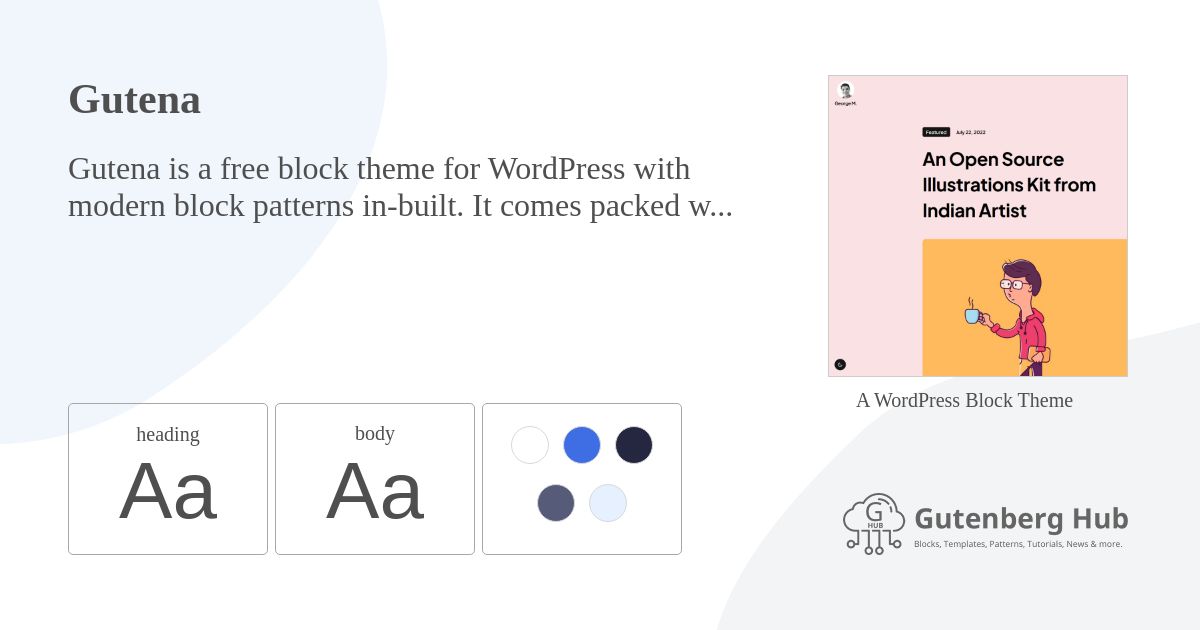 Gutena
Gutena is a free block theme for WordPress with
modern block patterns in-built. It comes packed w...
George M.
Featured July 22, 2022
An Open Source
Illustrations Kit from
Indian Artist
A WordPress Block Theme
heading
Aa
body
Aa
G
HUB
Gutenberg Hub
Blocks, Templates, Patterns, Tutorials, News & more.